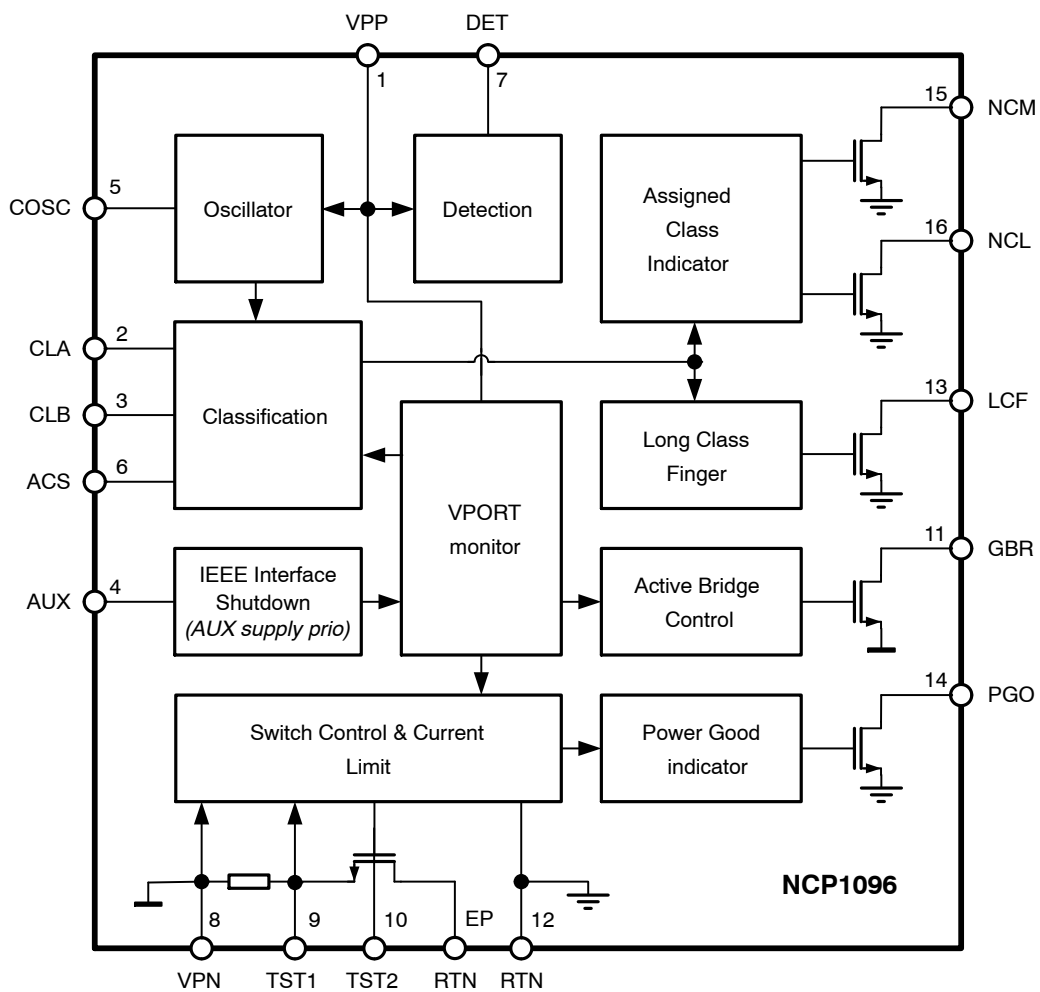 VPP
DET
1
7
15
NCM
COSC
5
Oscillator
Detection
Assigned
Class
Indicator
16
NCL
CLA
2
CLB
3
ACS
6
Classification
13
LCF
Long Class
Finger
VPORT
monitor
11
GBR
AUX
4
IEEE Interface
Shutdown
(AUX supply prio)
Active Bridge
Control
14
PGO
Switch Control & Current
Limit
Power Good
indicator
NCP1096
8
9
10
EP
12
VPN
TST1
TST2
RTN
RTN